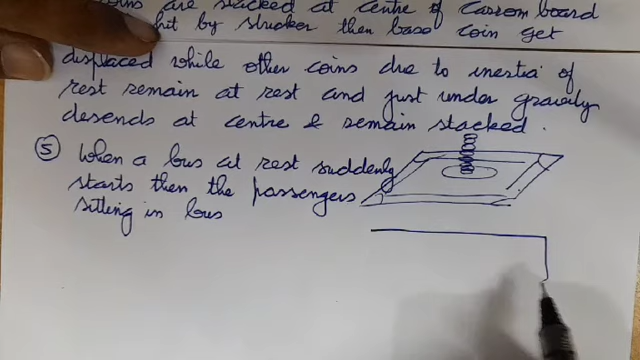 are stacked at centre of carrom board
hit by strucker then base coin get
displaced while other coins due to inertia of
rest remain at rest and just under gravity
desends at centre & remain stacked.
(5) When a bus at rest suddenly
starts then the passengers
sitting in bus